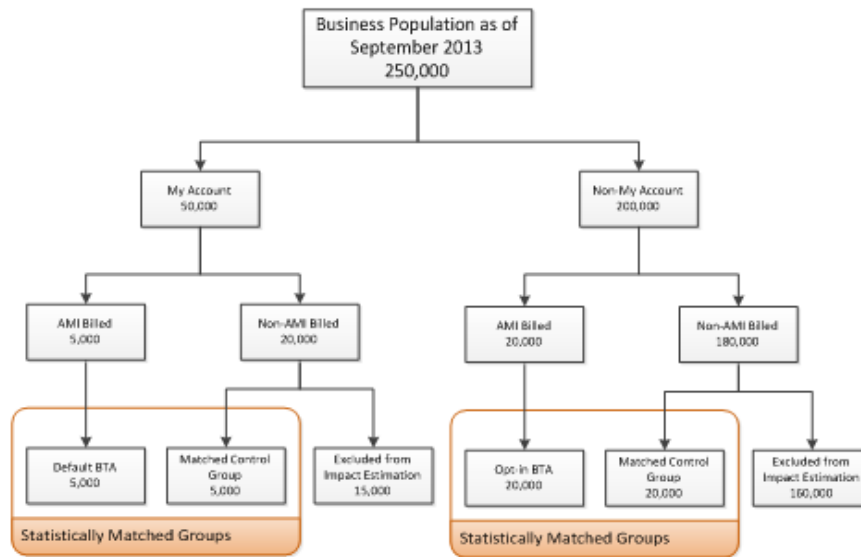 Business Population as of
September 2013
250,000
My Account
50,000
Non-My Account
200,000
AMI Billed
5,000
Non-AMI Billed
20,000
AMI Billed
20,000
Non-AMI Billed
180,000
Default BTA
5,000
Matched Control
Group
5,000
Excluded from
Impact Estimation
15,000
Opt-in BTA
20,000
Matched Control
Group
20,000
Excluded from
Impact Estimation
160,000
Statistically Matched Groups
Statistically Matched Groups